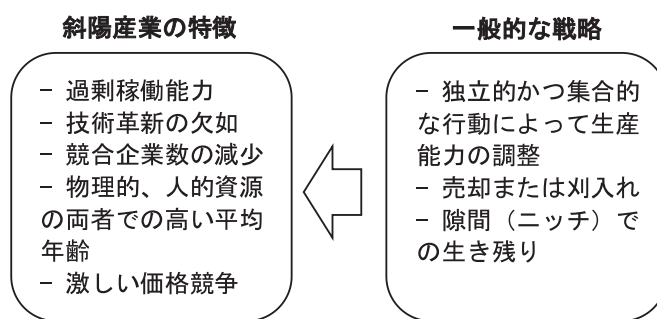 斜陽産業の特徴
− 過剰稼働能力
− 技術革新の欠如
− 競合企業数の減少
− 物理的、人的資源
の両者での高い平均
年齢
− 激しい価格競争
一般的な戦略
− 独立的かつ集合的
な行動によって生産
能力の調整
− 売却または刈入れ
− 隙間（ニッチ）で
の生き残り